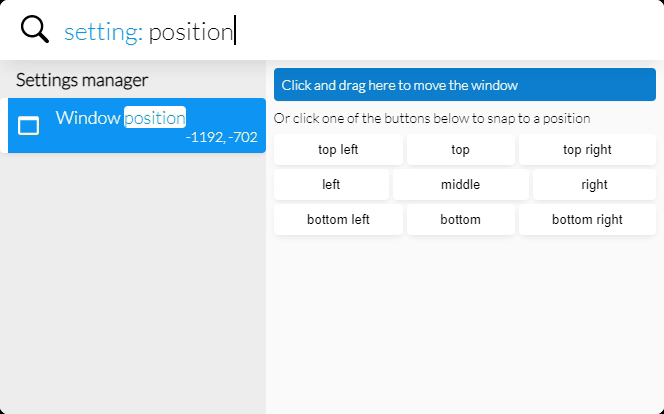 setting: position
Settings manager
Window position
-1192, -702
Click and drag here to move the window
Or click one of the buttons below to snap to a position
top left top top right
left middle right
bottom left bottom bottom right